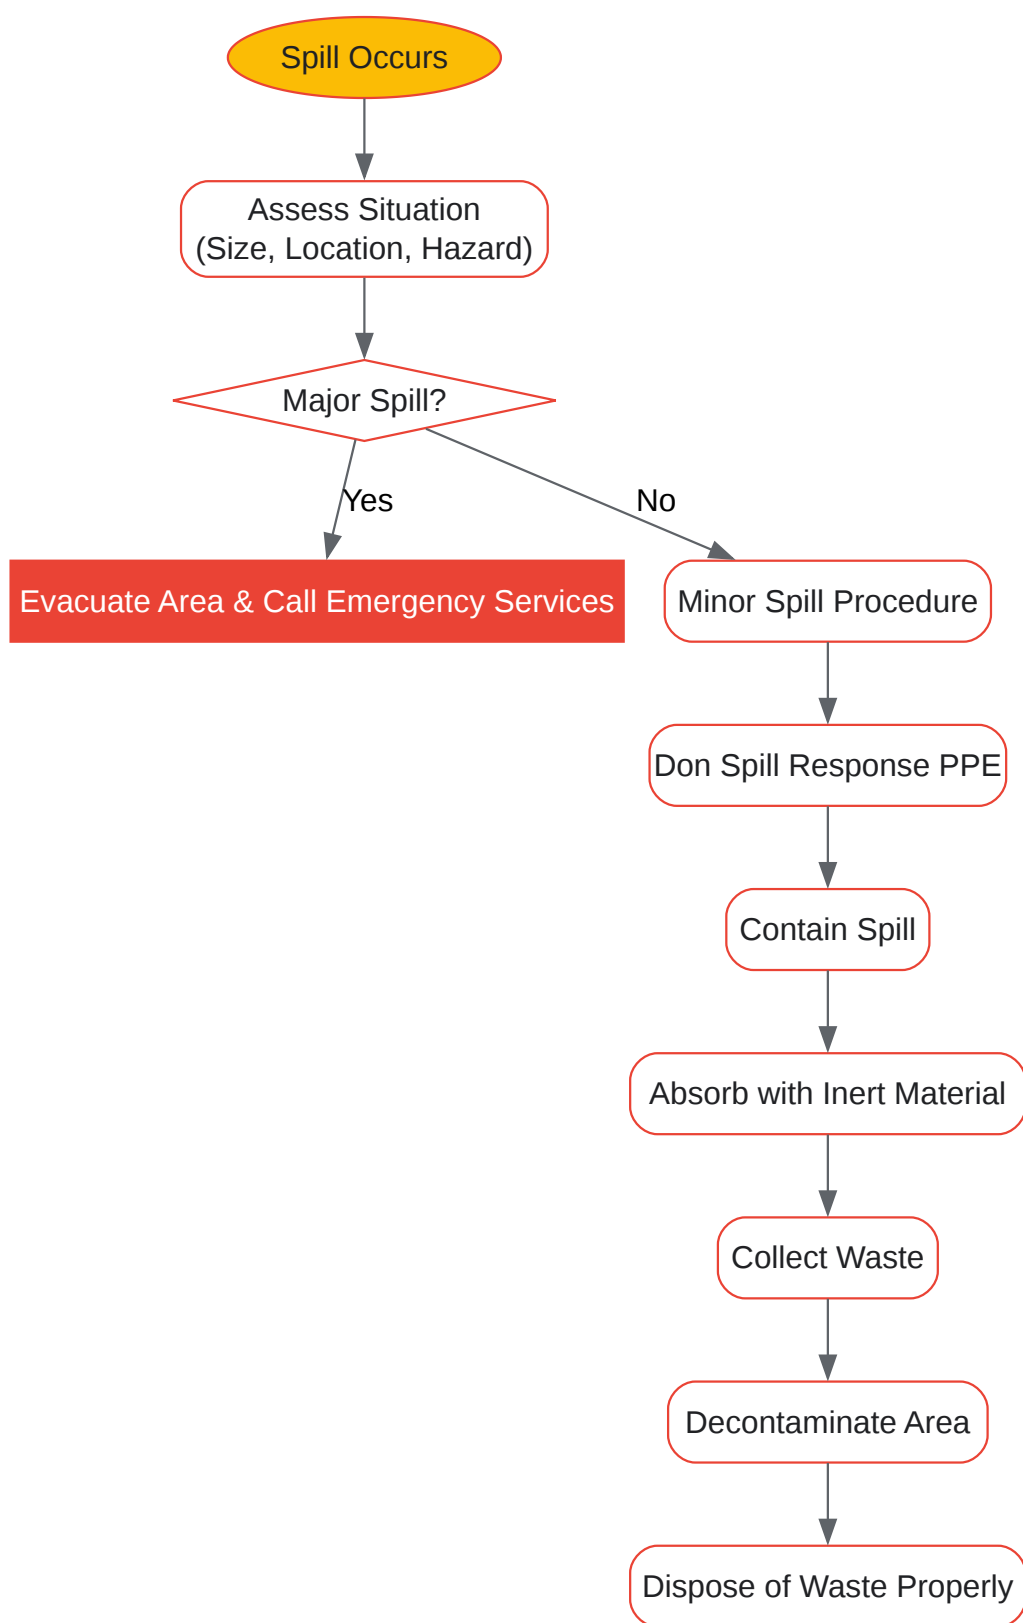 Spill Occurs
Assess Situation
(Size, Location, Hazard)
Major Spill?
Yes
No
Evacuate Area & Call Emergency Services
Minor Spill Procedure
Don Spill Response PPE
Contain Spill
Absorb with Inert Material
Collect Waste
Decontaminate Area
Dispose of Waste Properly